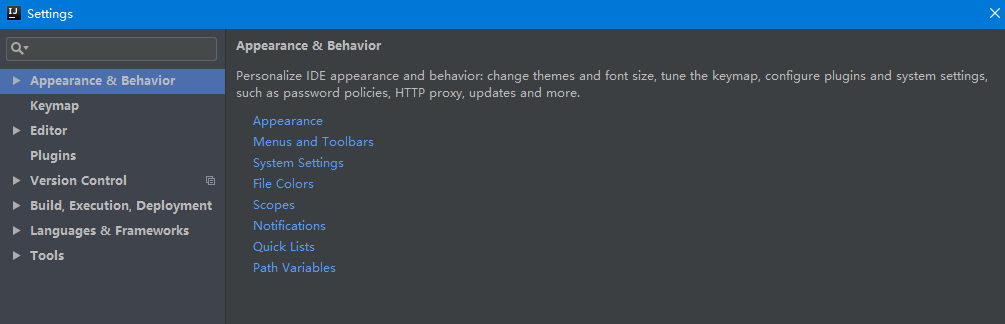 IJ Settings
Appearance & Behavior
Keymap
Editor
Plugins
Version Control
Build, Execution, Deployment
Languages & Frameworks
Tools
Appearance & Behavior
Personalize IDE appearance and behavior: change themes and font size, tune the keymap, configure plugins and system settings,
such as password policies, HTTP proxy, updates and more.
Appearance
Menus and Toolbars
System Settings
File Colors
Scopes
Notifications
Quick Lists
Path Variables